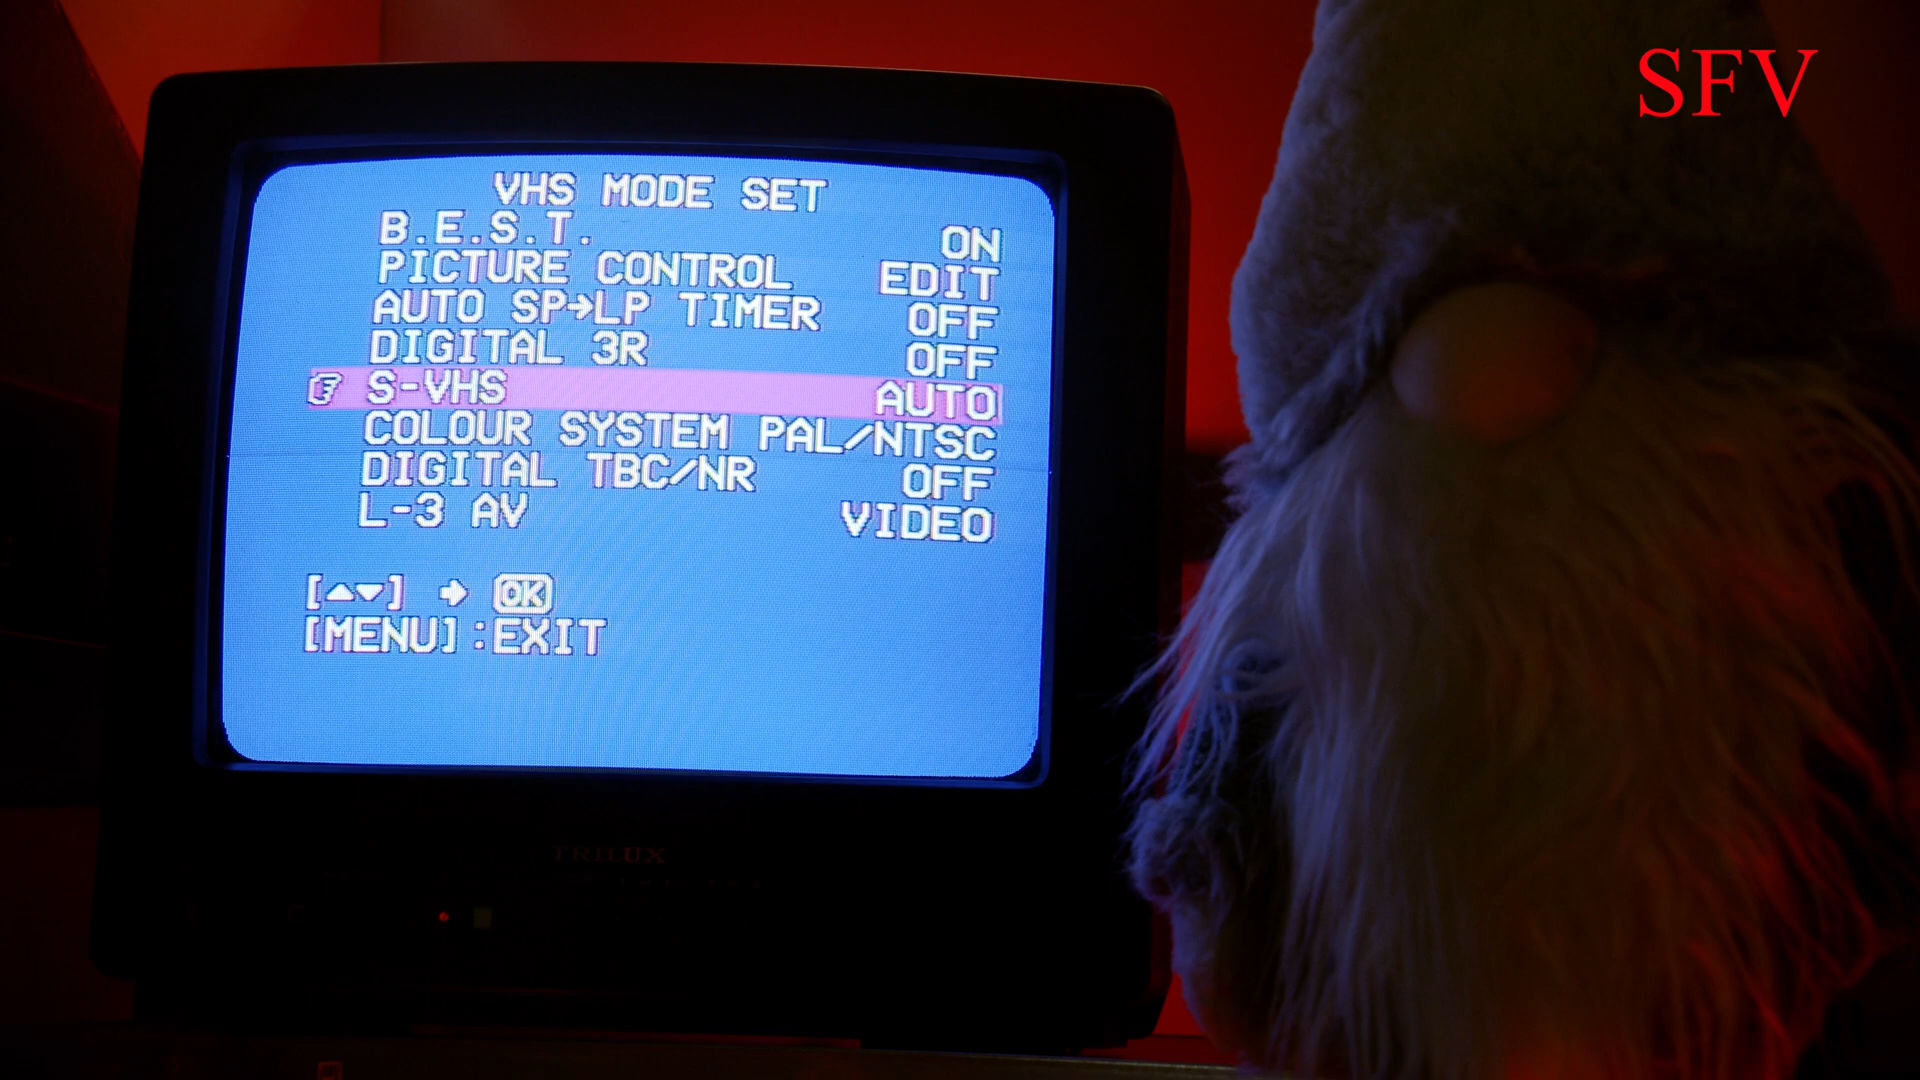 SFV
VHS MODE SET
B.E.S.T. ON
PICTURE CONTROL EDIT
AUTO SP→LP TIMER OFF
DIGITAL 3R OFF
S-VHS AUTO
COLOUR SYSTEM PAL/NTSC
DIGITAL TBC/NR OFF
L-3 AV VIDEO
[▲▼] → OK
[MENU]:EXIT
TRILUX